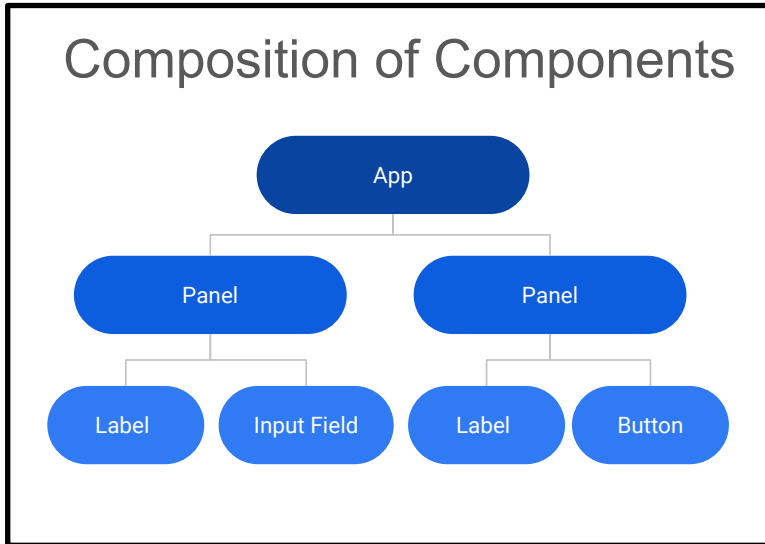 Composition of Components
App
Panel
Panel
Label
Input Field
Label
Button